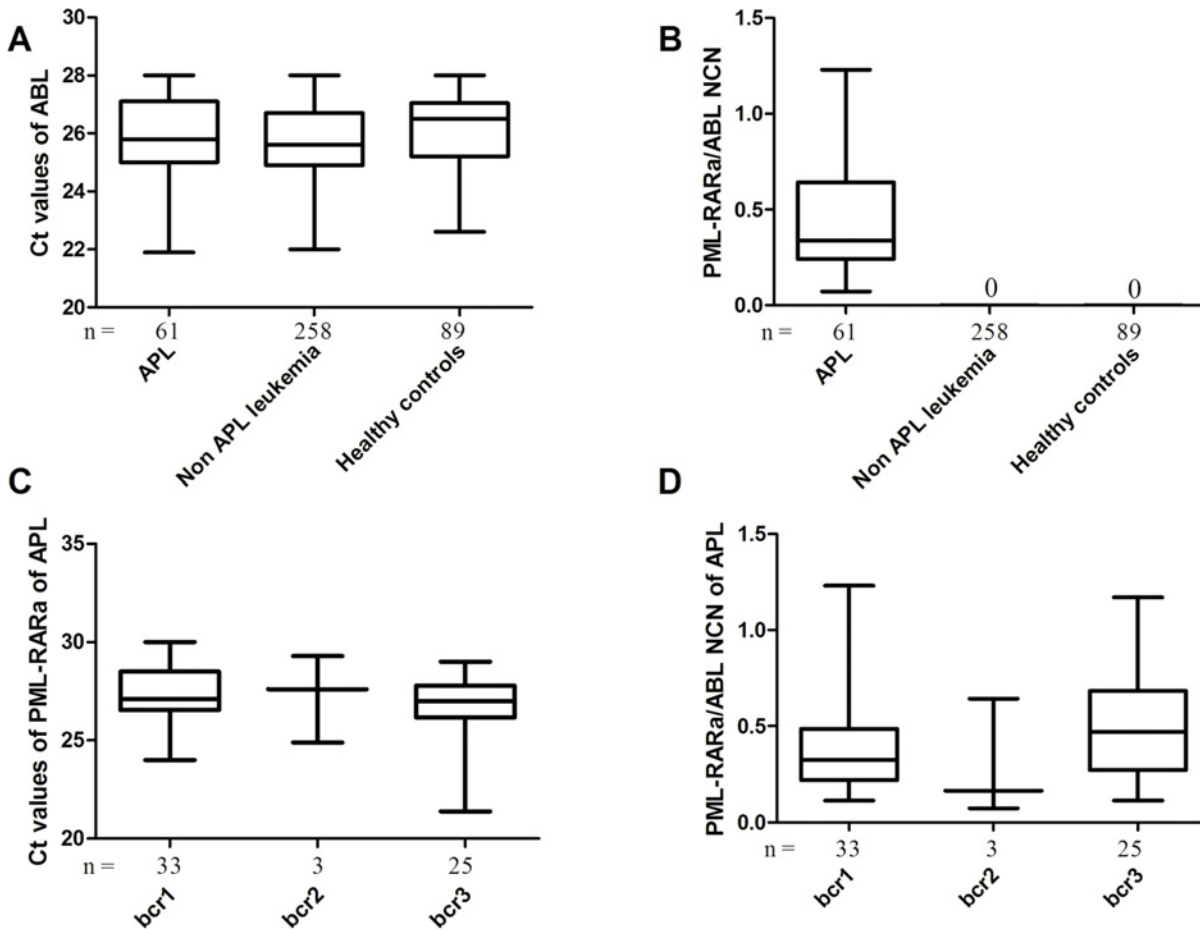 A
Ct values of ABL
30
28
26
24
22
20
n = 61 258 89
APL
Non APL leukemia
Healthy controls
B
PML-RARa/ABL NCN
1.5
1.0
0.5
0.0
0 0
n = 61 258 89
APL
Non APL leukemia
Healthy controls
C
Ct values of PML-RARa of APL
35
30
25
20
n = 33 3 25
bcr1
bcr2
bcr3
D
PML-RARa/ABL NCN of APL
1.5
1.0
0.5
0.0
n = 33 3 25
bcr1
bcr2
bcr3